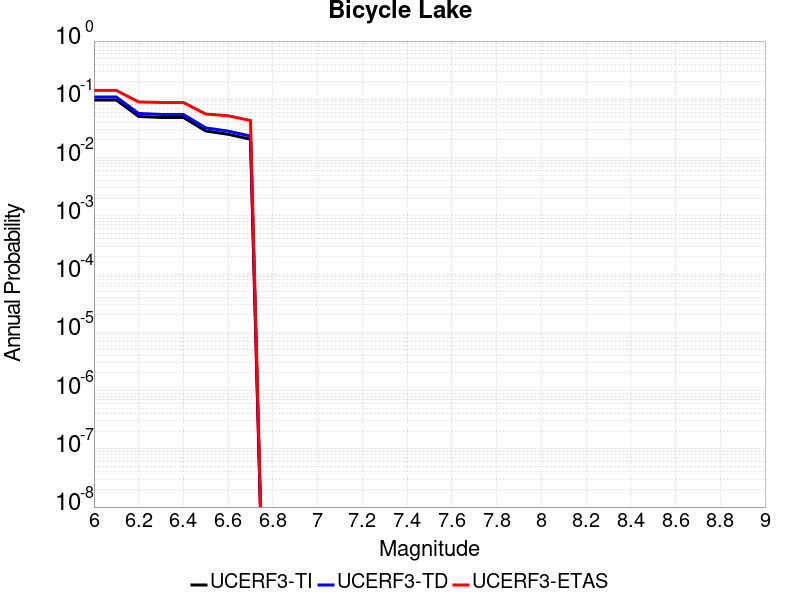 Bicycle Lake
Annual Probability
10^0
10^-1
10^-2
10^-3
10^-4
10^-5
10^-6
10^-7
10^-8
6 6.2 6.4 6.6 6.8 7 7.2 7.4 7.6 7.8 8 8.2 8.4 8.6 8.8 9
Magnitude
UCERF3-TI UCERF3-TD UCERF3-ETAS